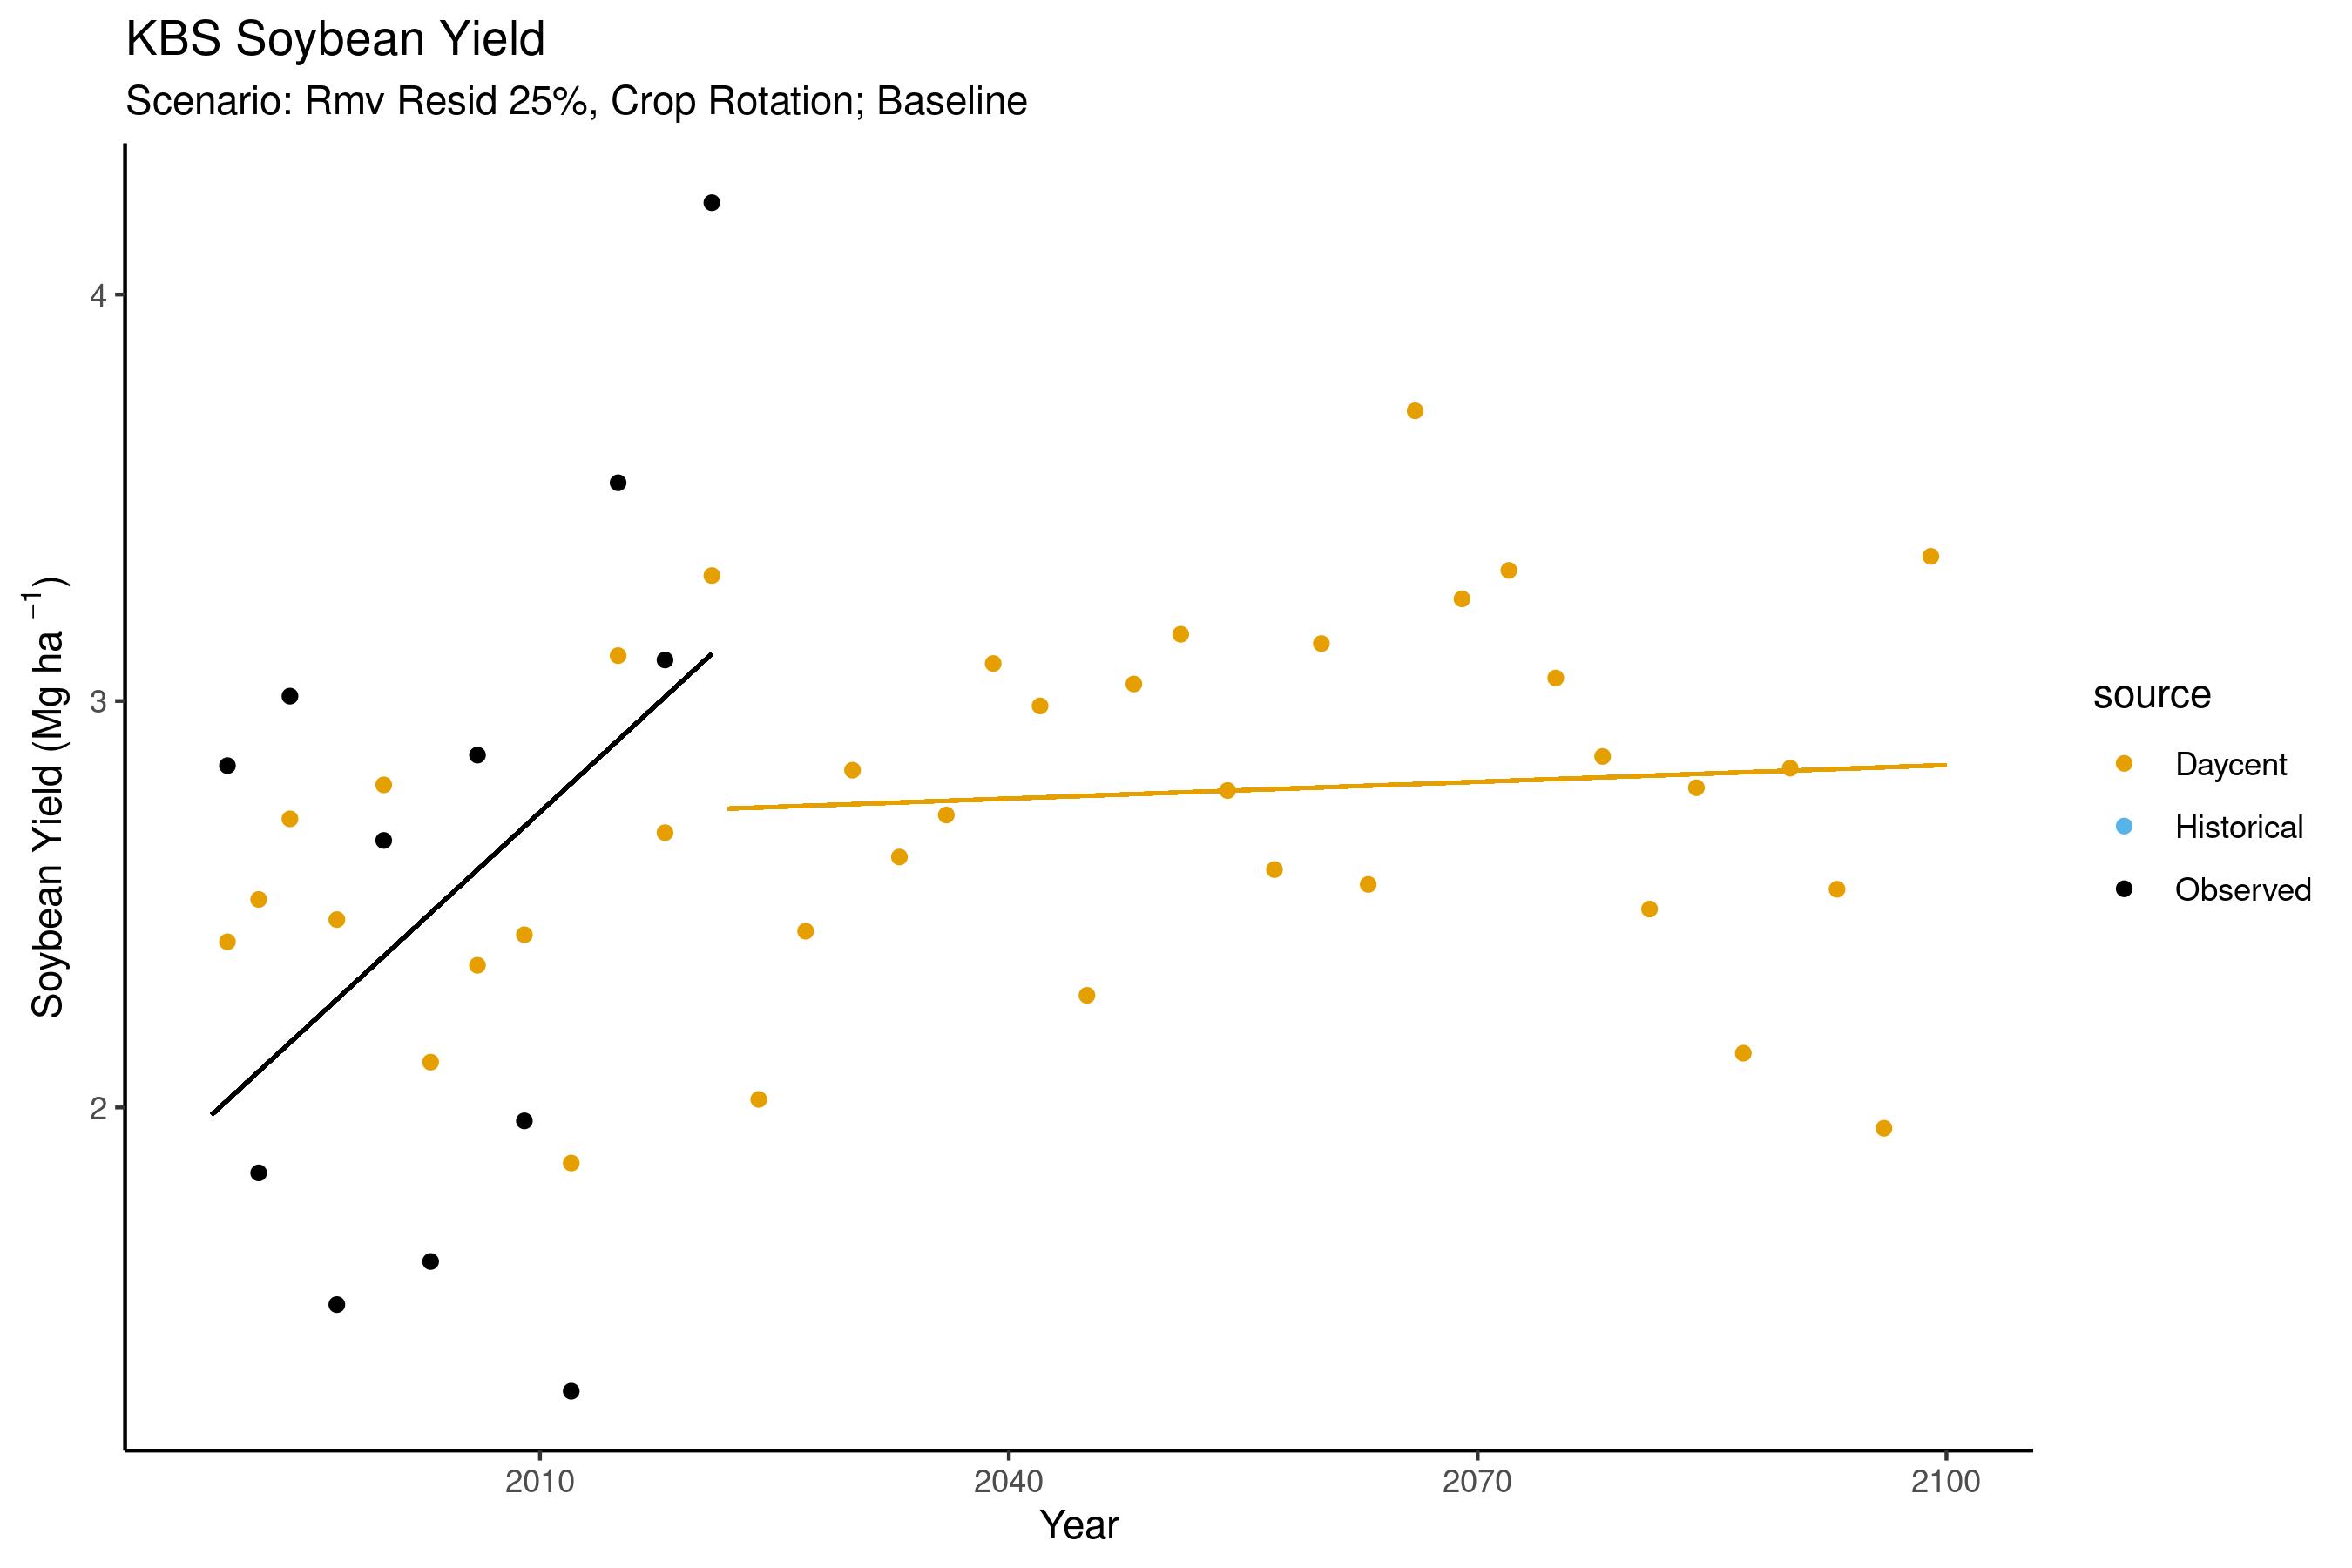 KBS Soybean Yield
Scenario: Rmv Resid 25%, Crop Rotation; Baseline
Soybean Yield (Mg ha⁻¹)
4
3
2
2010
2040
2070
2100
Year
source
Daycent
Historical
Observed